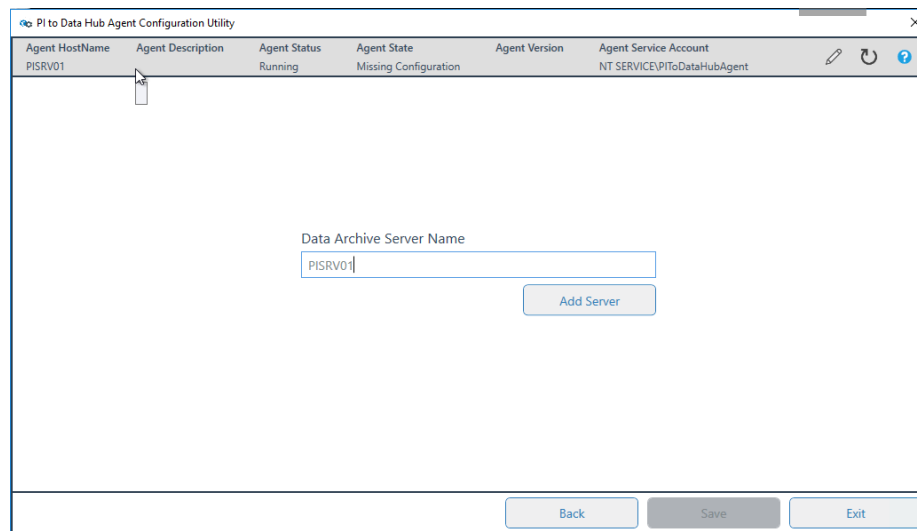 PI to Data Hub Agent Configuration Utility
Agent HostName Agent Description Agent Status Agent State Agent Version Agent Service Account
PISRV01 Running Missing Configuration NT SERVICE\PIToDataHubAgent
Data Archive Server Name
PISRV01
Add Server
Back Save Exit